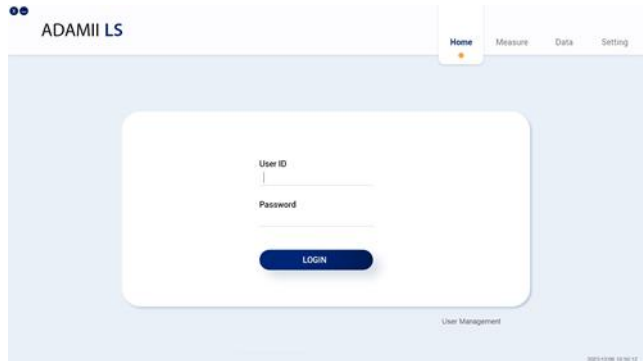 ADAMII LS
Home Measure Data Setting
User ID
Password
LOGIN
User Management